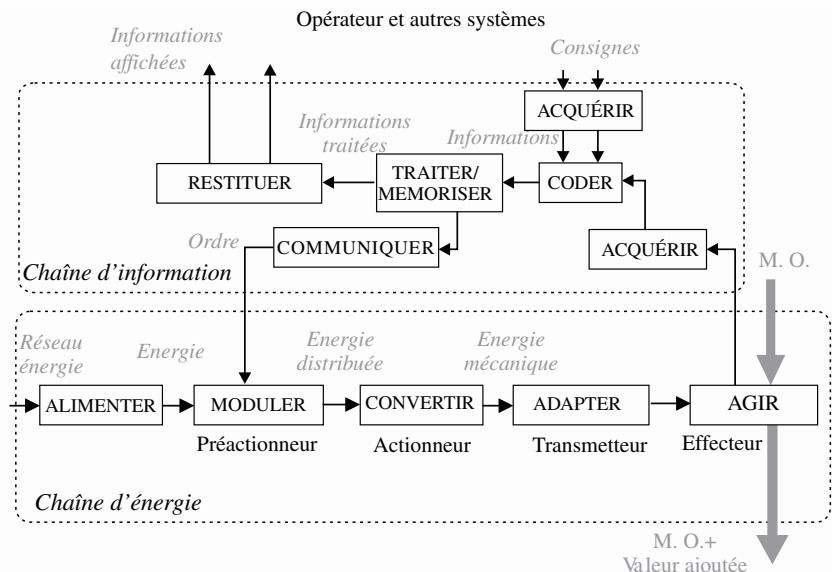 Opérateur et autres systèmes
Informations
affichées
Consignes
ACQUÉRIR
Informations
traitées
Informations
RESTITUER
TRAITER/
MEMORISER
CODER
Ordre
COMMUNIQUER
ACQUÉRIR
Chaîne d’information
M. O.
Réseau
énergie
Energie
Energie
distribuée
Energie
mécanique
ALIMENTER
MODULER
CONVERTIR
ADAPTER
AGIR
Préactionneur
Actionneur
Transmetteur
Effecteur
Chaîne d’énergie
M. O.+
Valeur ajoutée